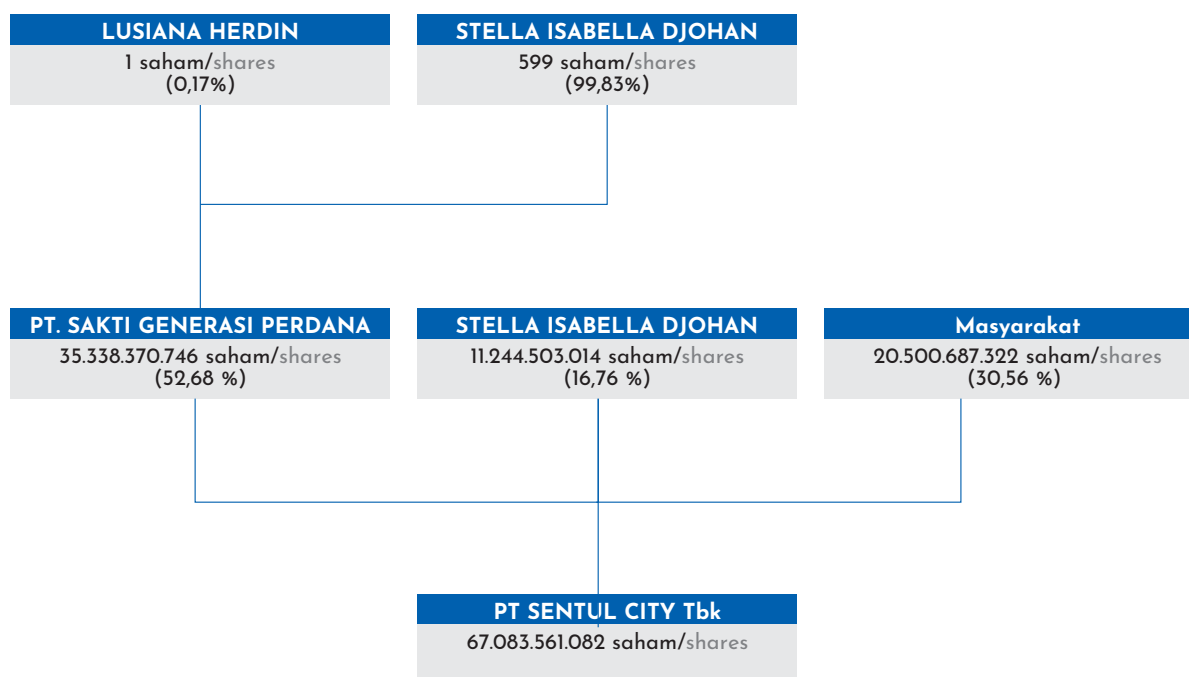 LUSIANA HERDIN
1 saham/shares
(0,17%)
STELLA ISABELLA DJOHAN
599 saham/shares
(99,83%)
PT. SAKTI GENERASI PERDANA
35.338.370.746 saham/shares
(52,68 %)
STELLA ISABELLA DJOHAN
11.244.503.014 saham/shares
(16,76 %)
Masyarakat
20.500.687.322 saham/shares
(30,56 %)
PT SENTUL CITY Tbk
67.083.561.082 saham/shares